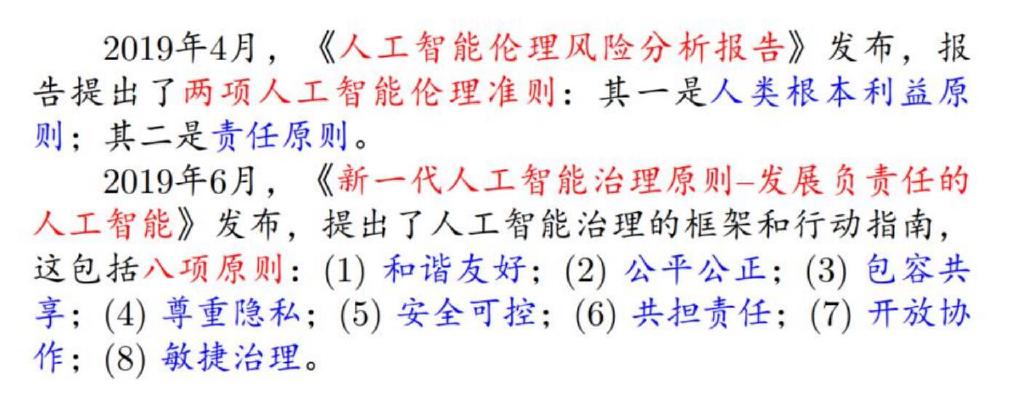 2019年4月，《人工智能伦理风险分析报告》发布，报
告提出了两项人工智能伦理准则：其一是人类根本利益原
则；其二是责任原则。
2019年6月，《新一代人工智能治理原则–发展负责任的
人工智能》发布，提出了人工智能治理的框架和行动指南，
这包括八项原则：(1) 和谐友好；(2) 公平公正；(3) 包容共
享；(4) 尊重隐私；(5) 安全可控；(6) 共担责任；(7) 开放协
作；(8) 敏捷治理。